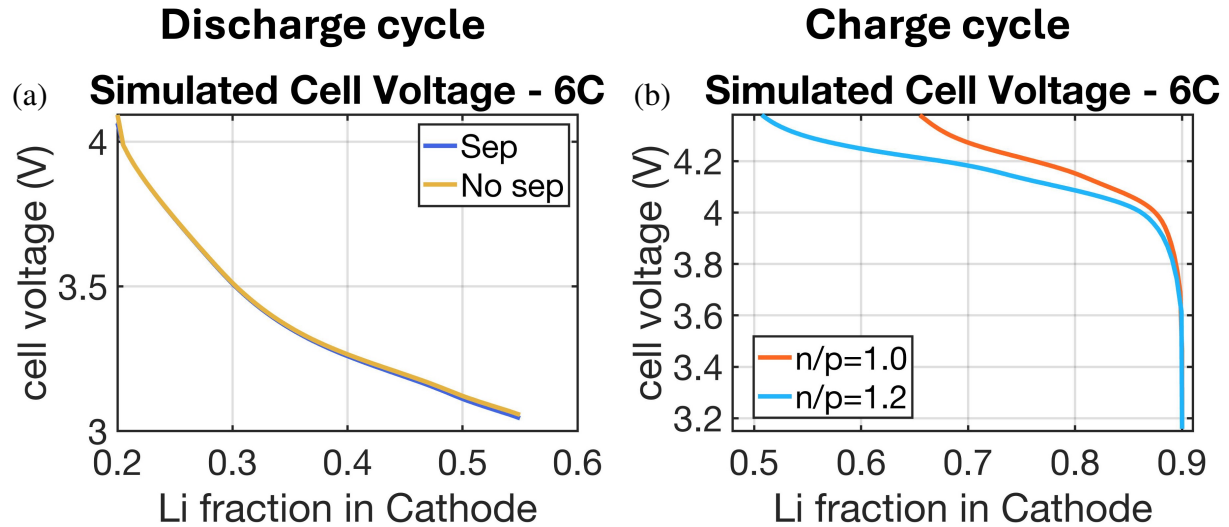 Discharge cycle
Charge cycle
(a)
Simulated Cell Voltage - 6C
cell voltage (V)
4
3.5
3
Sep
No sep
0.2
0.3
0.4
0.5
0.6
Li fraction in Cathode
(b)
Simulated Cell Voltage - 6C
cell voltage (V)
4.2
4
3.8
3.6
3.4
3.2
n/p=1.0
n/p=1.2
0.5
0.6
0.7
0.8
0.9
Li fraction in Cathode